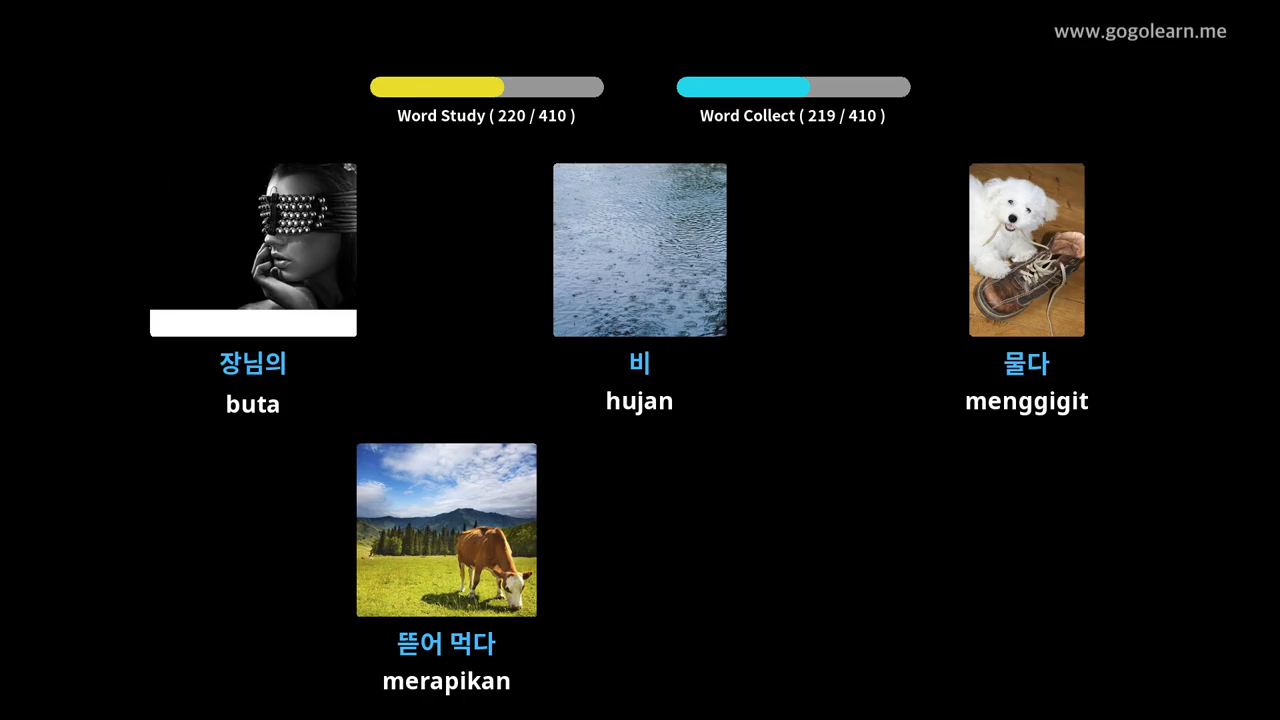 www.gogolearn.me
Word Study ( 220 / 410 )
Word Collect ( 219 / 410 )
장님의
buta
비
hujan
물다
menggigit
뜯어 먹다
merapikan